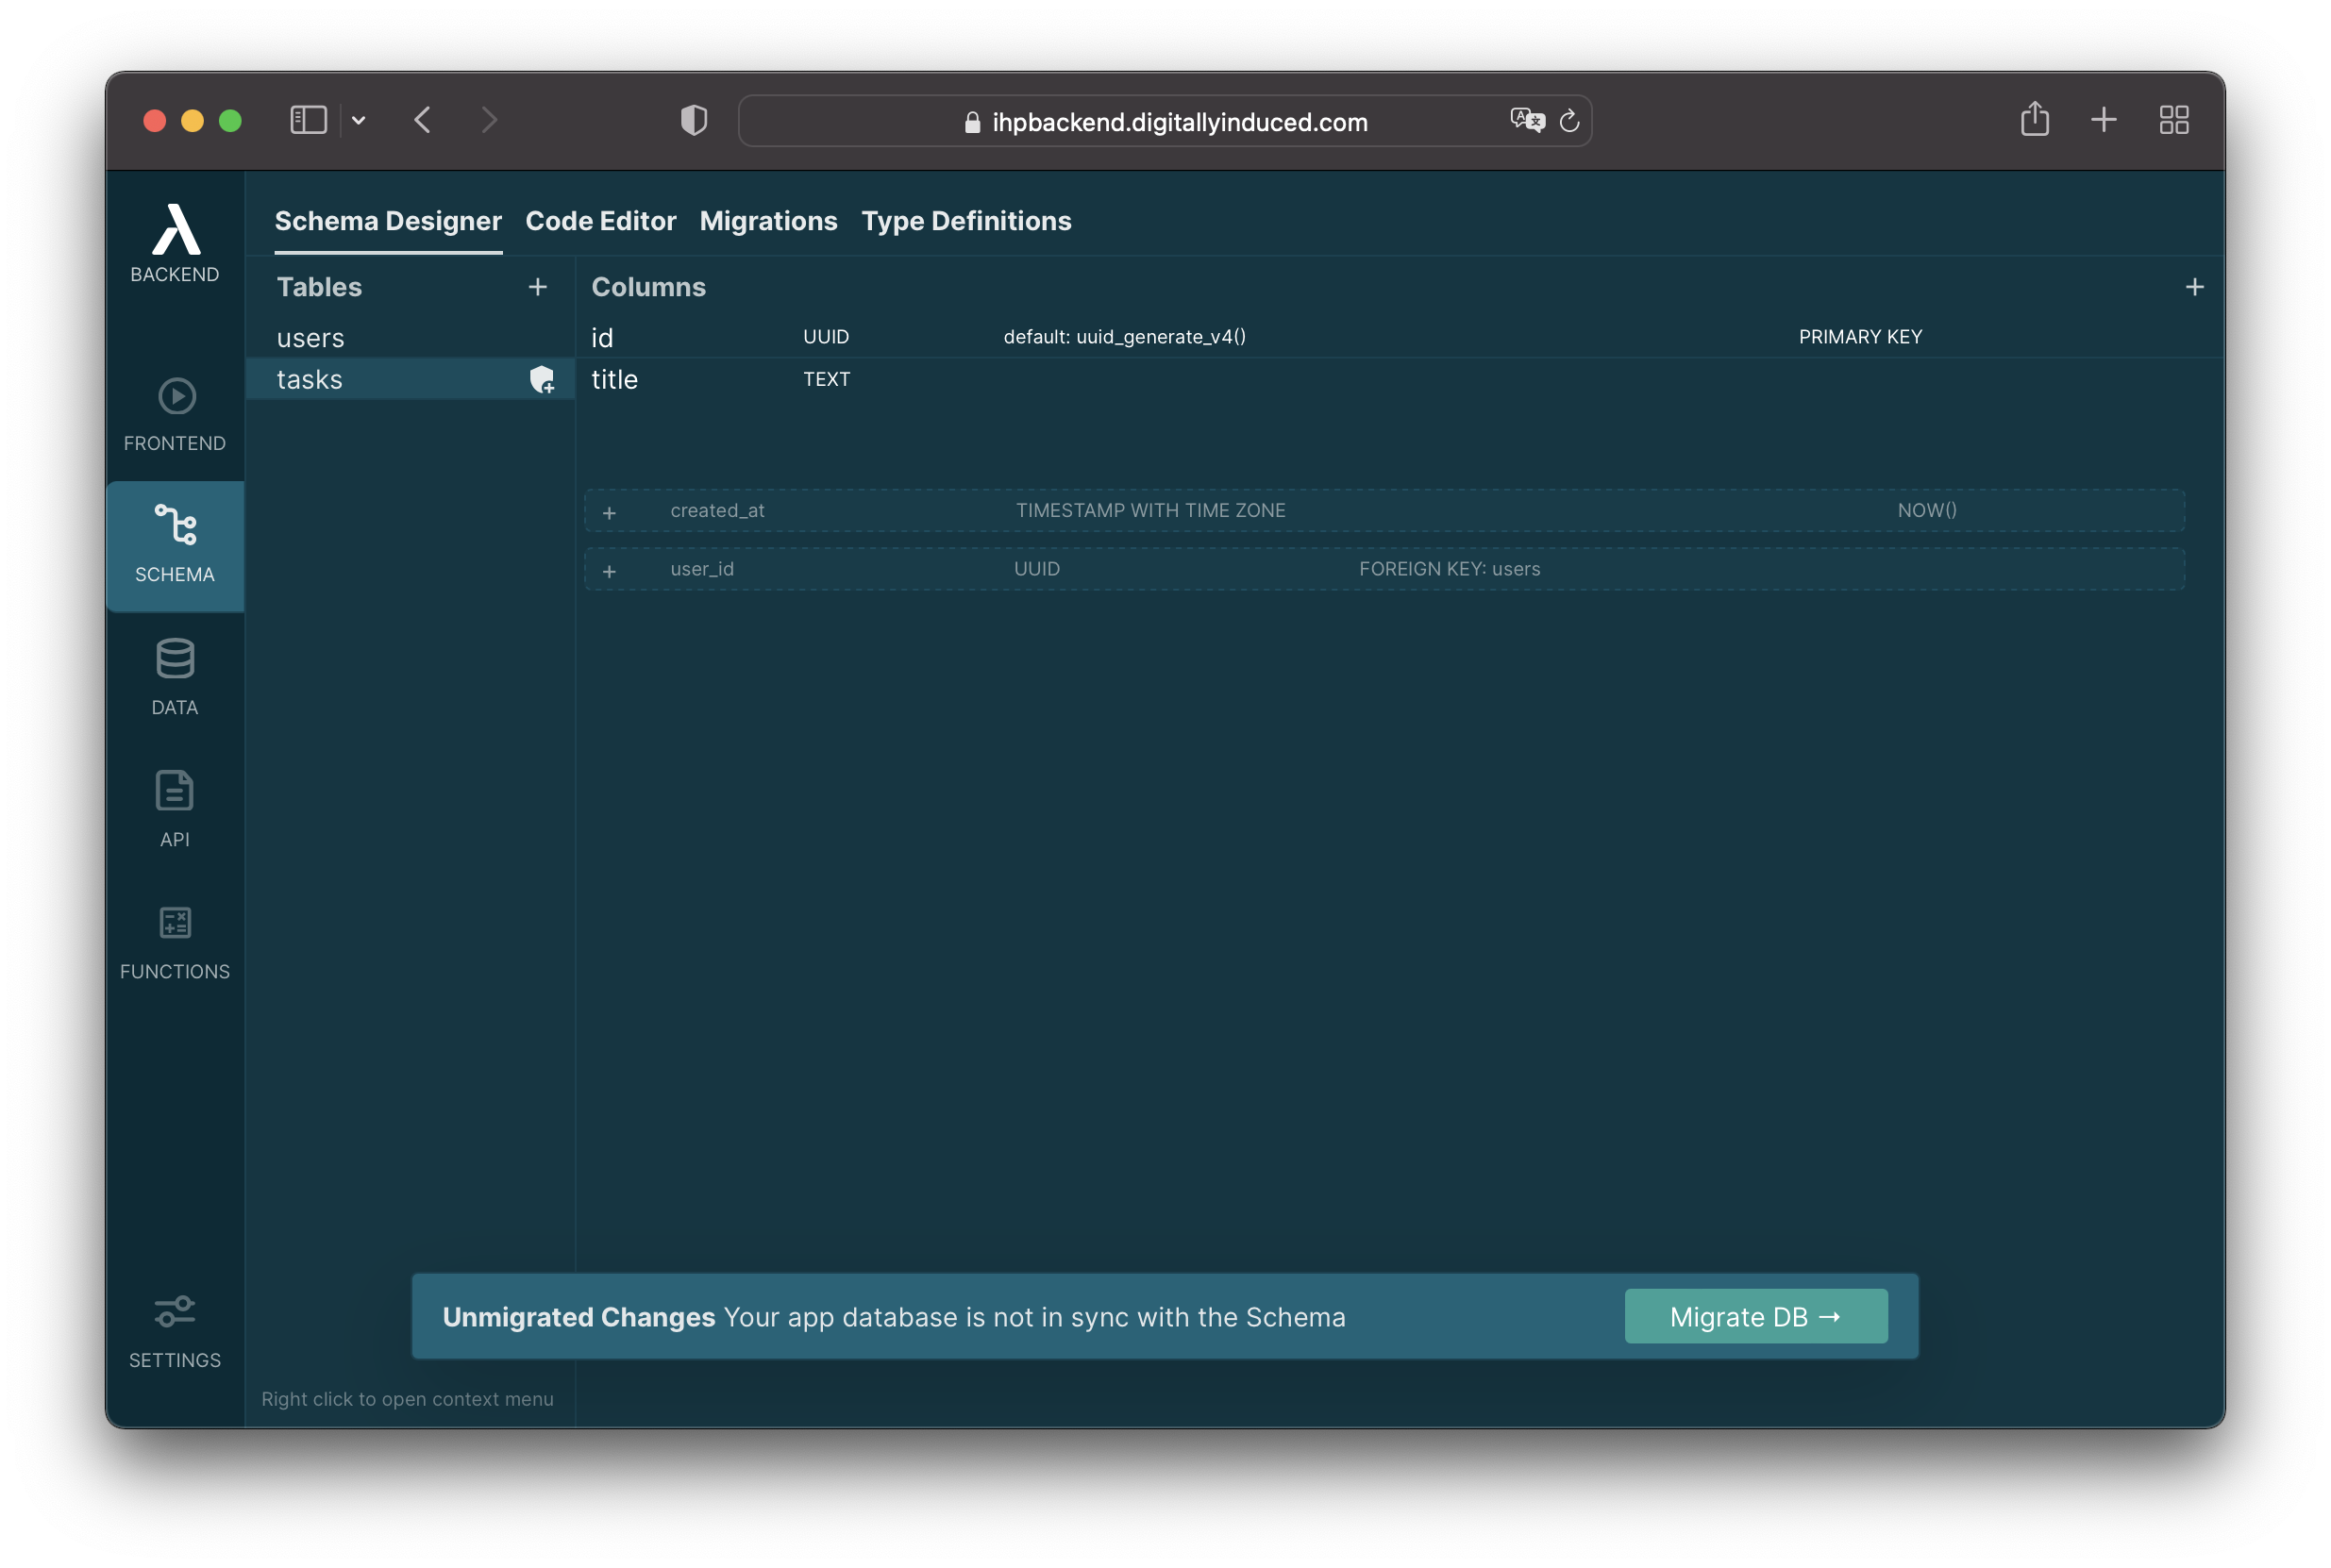 ihpbackend.digitallyinduced.com
BACKEND
FRONTEND
SCHEMA
DATA
API
FUNCTIONS
SETTINGS
Schema Designer Code Editor Migrations Type Definitions
Tables +
users
tasks
Right click to open context menu
Columns +
id UUID default: uuid_generate_v4() PRIMARY KEY
title TEXT
+ created_at TIMESTAMP WITH TIME ZONE NOW()
+ user_id UUID FOREIGN KEY: users
Unmigrated Changes Your app database is not in sync with the Schema Migrate DB →